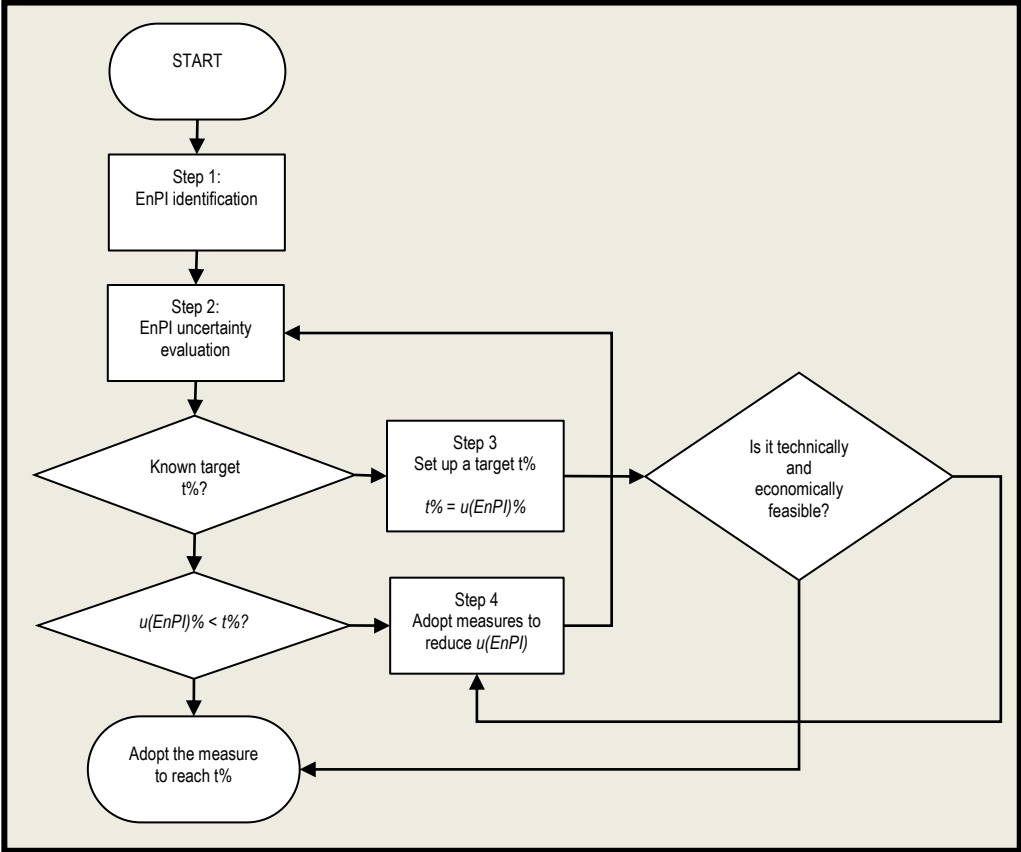 START
Step 1:
EnPI identification
Step 2:
EnPI uncertainty
evaluation
Known target
t%?
Step 3
Set up a target t%
t% = u(EnPI)%
Is it technically
and
economically
feasible?
u(EnPI)% < t%?
Step 4
Adopt measures to
reduce u(EnPI)
Adopt the measure
to reach t%